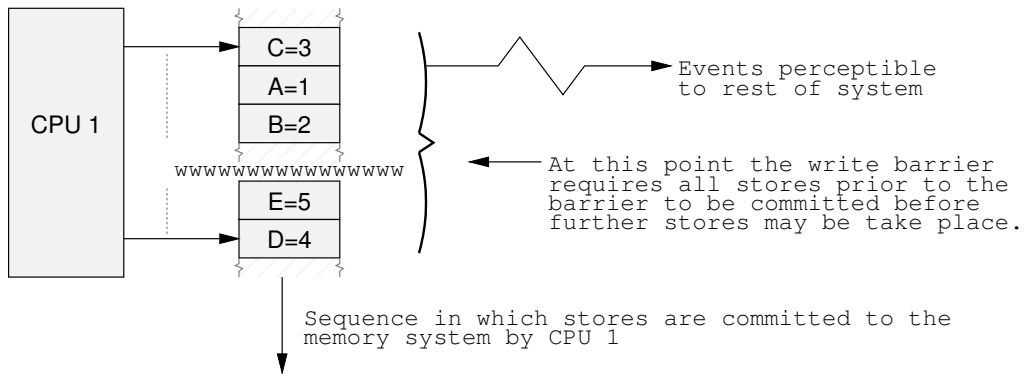 C=3
A=1
B=2
CPU 1
wwwwwwwwwwwwwwww
E=5
D=4
Events perceptible
to rest of system
At this point the write barrier
requires all stores prior to the
barrier to be committed before
further stores may be take place.
Sequence in which stores are committed to the
memory system by CPU 1